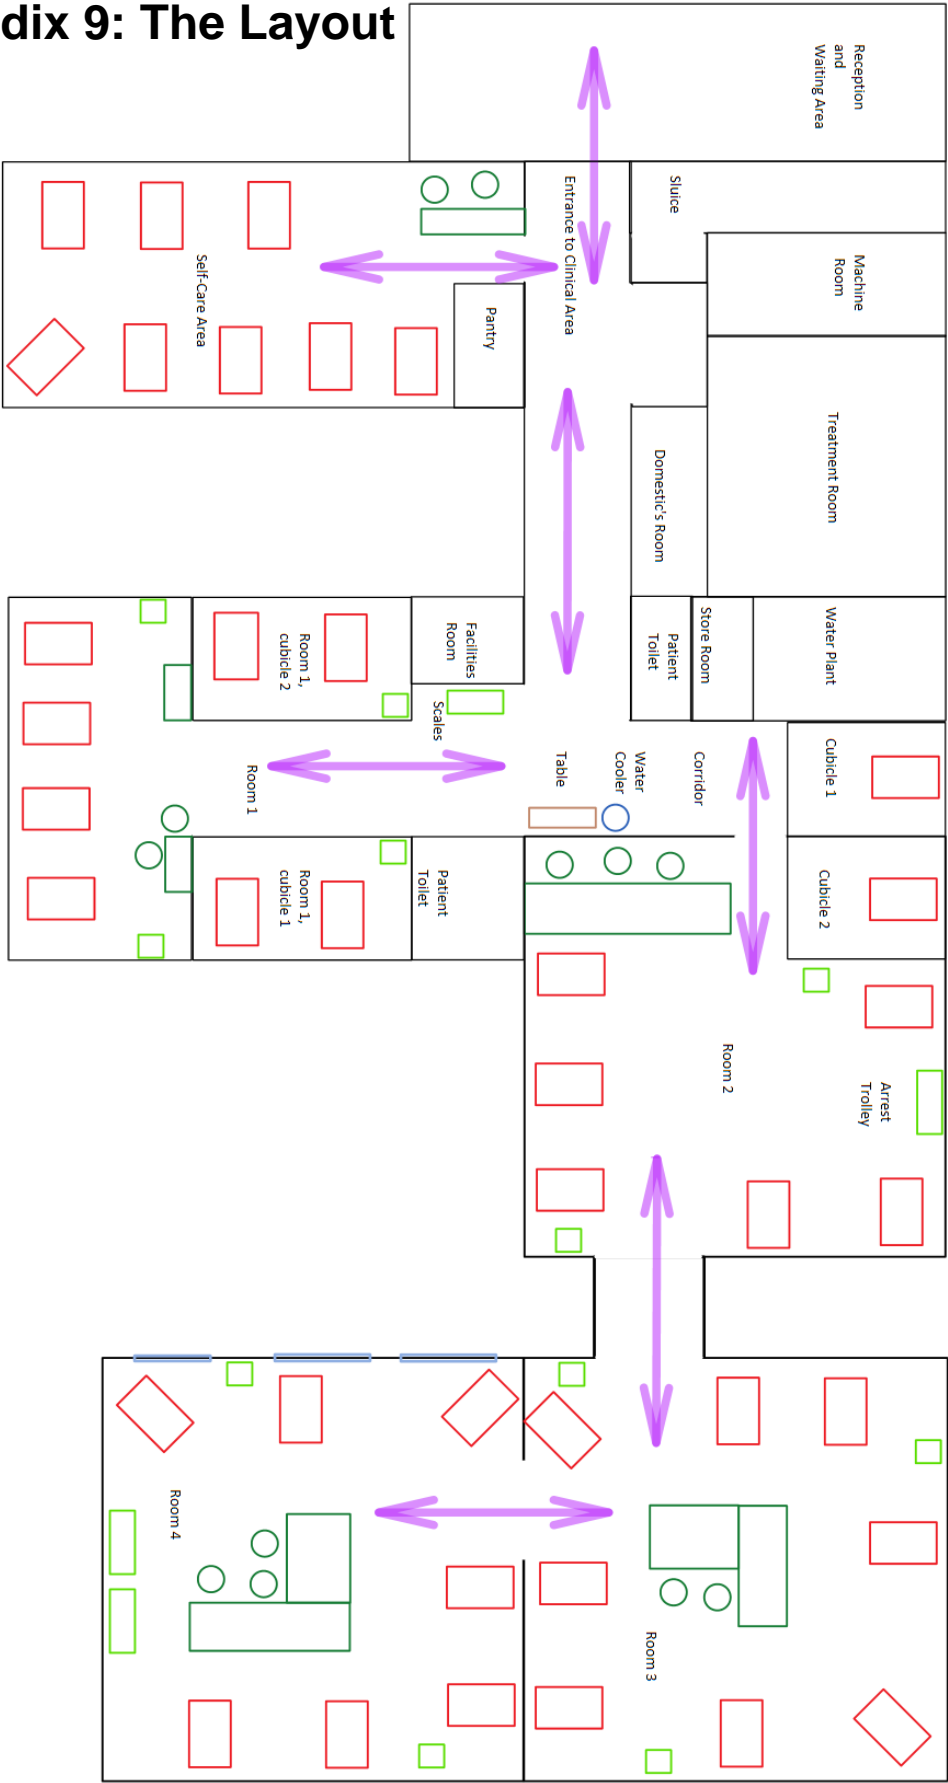 dix 9: The Layout
Reception
and
Waiting Area
Sluice
Entrance to Clinical Area
Machine
Room
Self-Care Area
Pantry
Treatment Room
Domestic's Room
Facilities
Room
Patient
Toilet
Store Room
Water Plant
Room 1,
cubicle 2
Scales
Room 1
Table
Water
Cooler
Corridor
Cubicle 1
Room 1,
cubicle 1
Patient
Toilet
Cubicle 2
Room 2
Arrest
Trolley
Room 4
Room 3